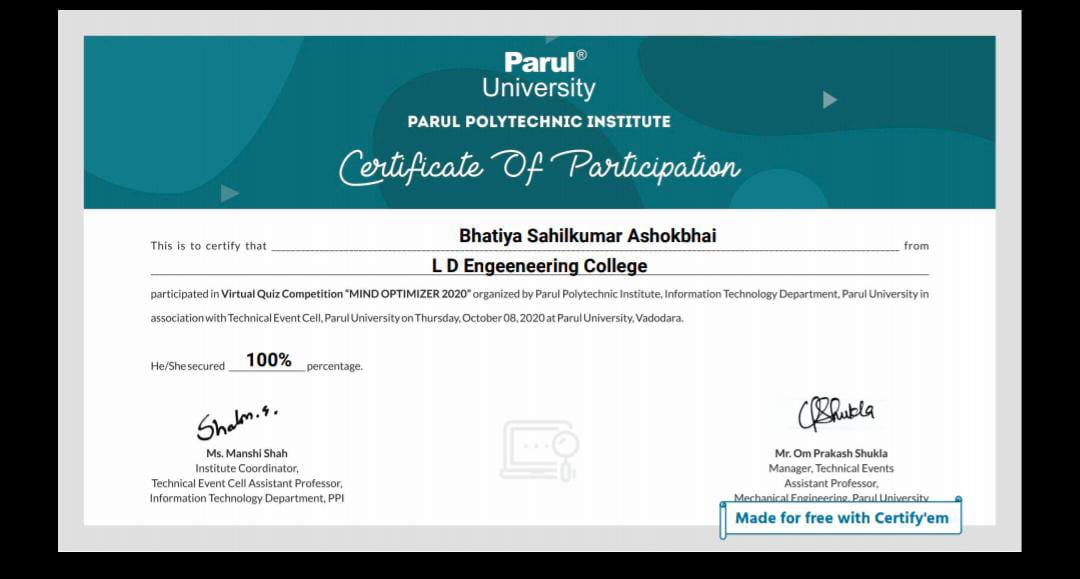 Parul®
University
PARUL POLYTECHNIC INSTITUTE
Certificate Of Participation
This is to certify that Bhatiya Sahilkumar Ashokbhai from
L D Engeeneering College
participated in Virtual Quiz Competition “MIND OPTIMIZER 2020” organized by Parul Polytechnic Institute, Information Technology Department, Parul University in
association with Technical Event Cell, Parul University on Thursday, October 08, 2020 at Parul University, Vadodara.
He/She secured 100% percentage.
Shah.
Ms. Manshi Shah
Institute Coordinator,
Technical Event Cell Assistant Professor,
Information Technology Department, PPI
OPShukla
Mr. Om Prakash Shukla
Manager, Technical Events
Assistant Professor,
Mechanical Engineering, Parul University
Made for free with Certify'em